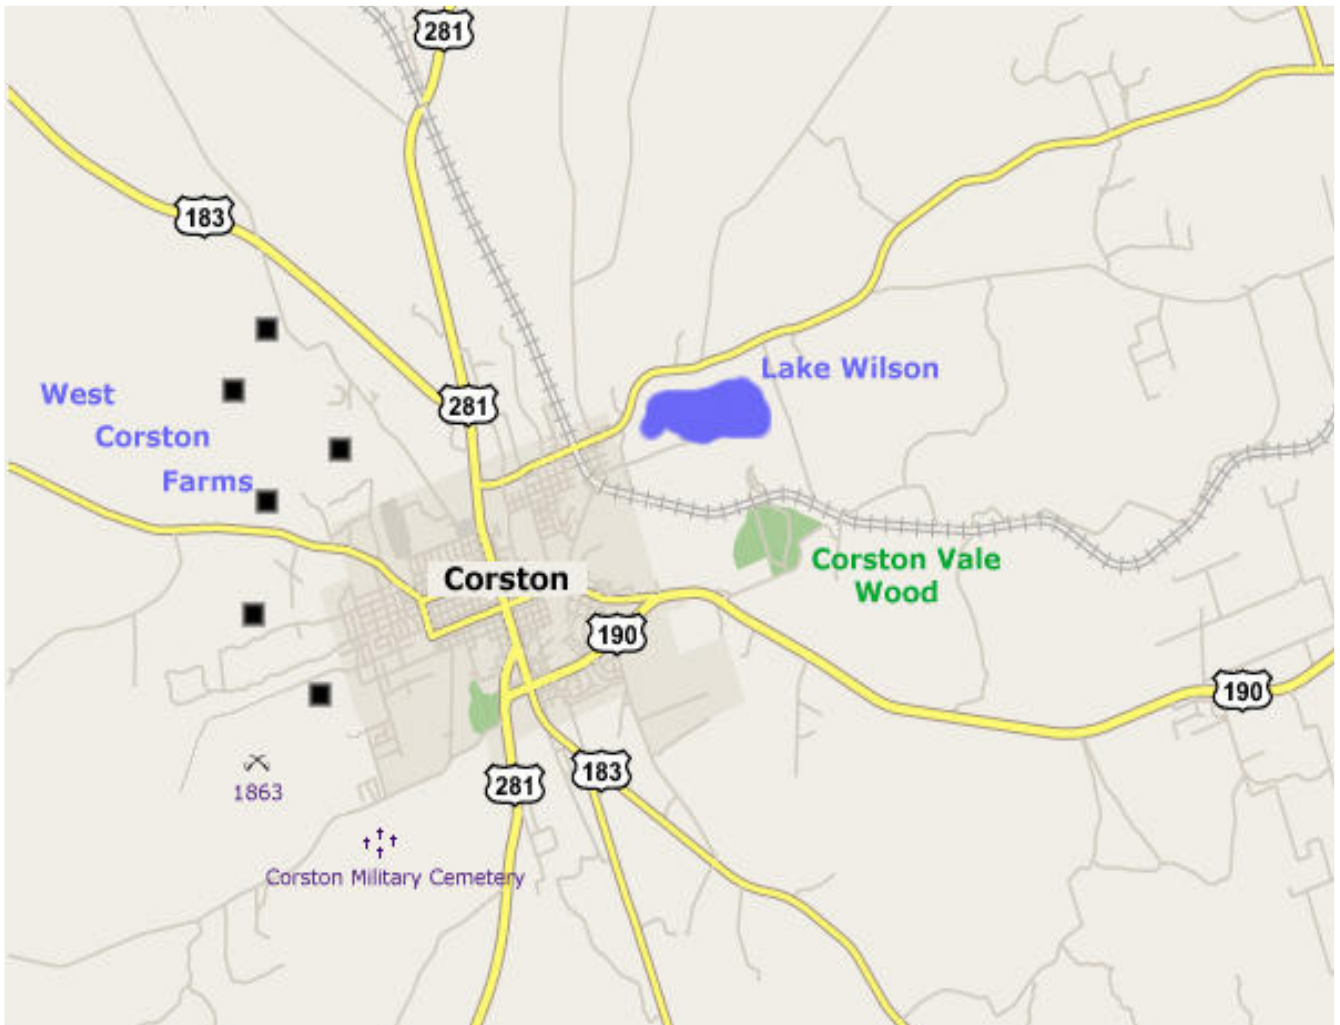 281
183
Lake Wilson
West
281
Corston
Farms
Corston Vale
Wood
Corston
190
190
183
281
1863
Corston Military Cemetery